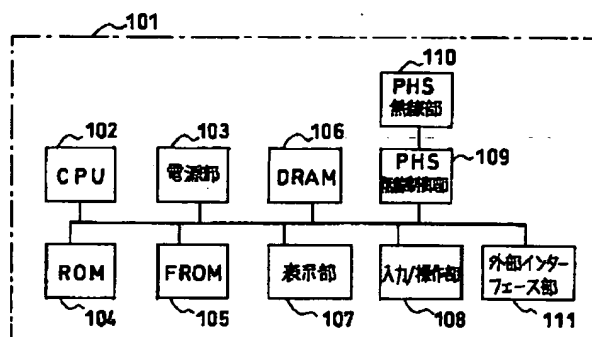 101
110
PHS
無線部
102
103
106
109
CPU
電源部
DRAM
PHS
無線制御部
ROM
FROM
表示部
入力/操作部
外部インター
フェース部
104
105
107
108
111